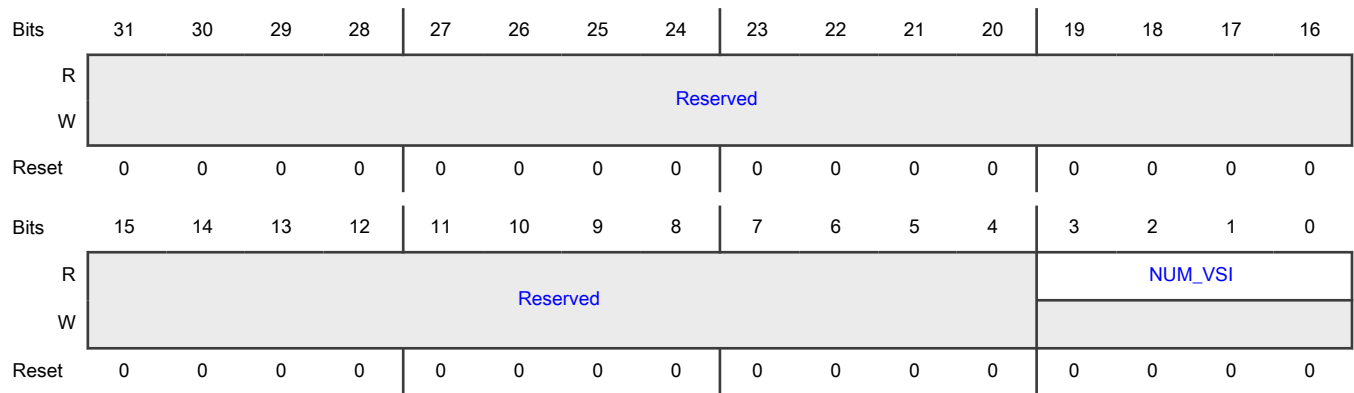 Bits 31 30 29 28 27 26 25 24 23 22 21 20 19 18 17 16
R
Reserved
W
Reset 0 0 0 0 0 0 0 0 0 0 0 0 0 0 0 0
Bits 15 14 13 12 11 10 9 8 7 6 5 4 3 2 1 0
R NUM_VSI
Reserved
W
Reset 0 0 0 0 0 0 0 0 0 0 0 0 0 0 0 0